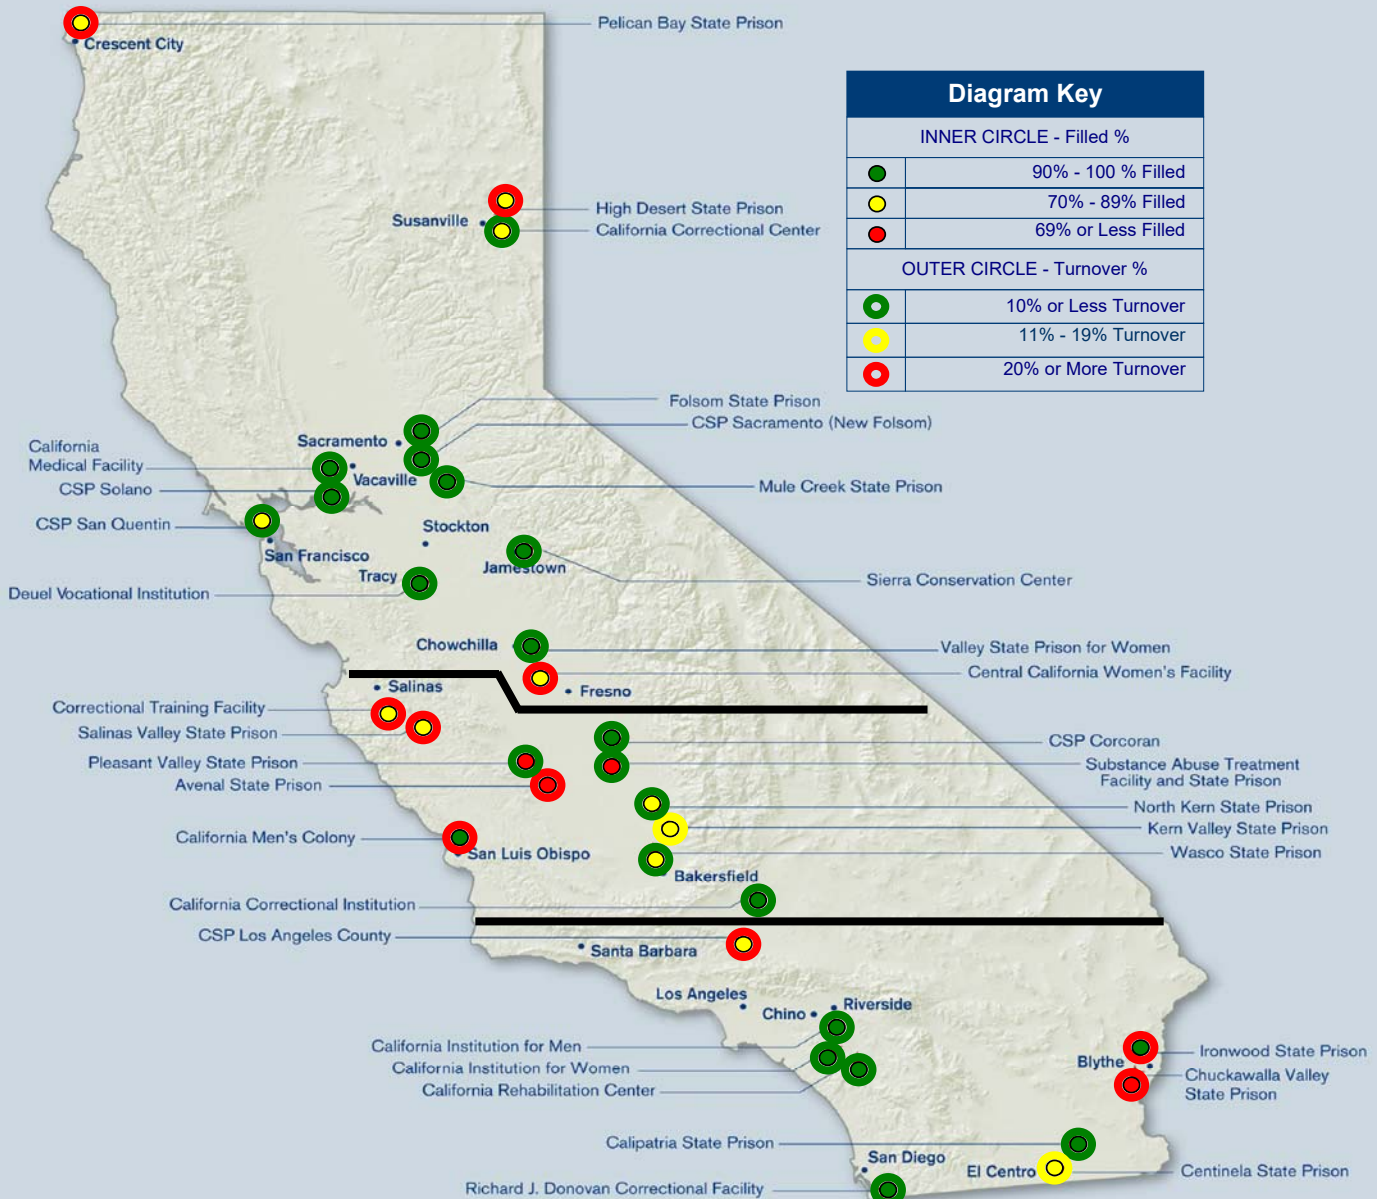 Pelican Bay State Prison
Crescent City
Diagram Key
INNER CIRCLE - Filled %
90% - 100 % Filled
70% - 89% Filled
69% or Less Filled
OUTER CIRCLE - Turnover %
10% or Less Turnover
11% - 19% Turnover
20% or More Turnover
Susanville
High Desert State Prison
California Correctional Center
Folsom State Prison
CSP Sacramento (New Folsom)
Sacramento
California
Medical Facility
Vacaville
CSP Solano
Mule Creek State Prison
CSP San Quentin
Stockton
San Francisco
Jamestown
Tracy
Sierra Conservation Center
Deuel Vocational Institution
Chowchilla
Valley State Prison for Women
Central California Women's Facility
Salinas
Fresno
Correctional Training Facility
Salinas Valley State Prison
CSP Corcoran
Pleasant Valley State Prison
Substance Abuse Treatment
Facility and State Prison
Avenal State Prison
North Kern State Prison
Kern Valley State Prison
California Men's Colony
San Luis Obispo
Wasco State Prison
Bakersfield
California Correctional Institution
CSP Los Angeles County
Santa Barbara
Los Angeles
Riverside
Chino
California Institution for Men
California Institution for Women
California Rehabilitation Center
Ironwood State Prison
Blythe
Chuckawalla Valley
State Prison
Calipatria State Prison
San Diego
El Centro
Centinela State Prison
Richard J. Donovan Correctional Facility